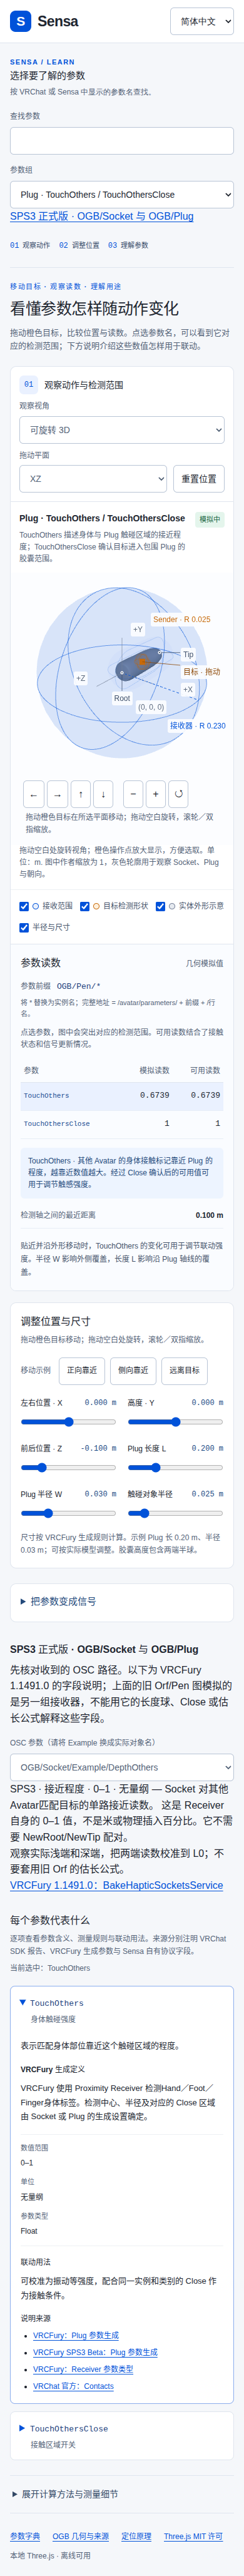 S Sensa
简体中文
SENSA / LEARN
选择要了解的参数
按 VRChat 或 Sensa 中显示的参数名查找。
查找参数
参数组
Plug · TouchOthers / TouchOthersClose
SPS3 正式版 · OGB/Socket 与 OGB/Plug
01 观察动作 02 调整位置 03 理解参数
移动目标 · 观察读数 · 理解用途
看懂参数怎样随动作变化
拖动橙色目标，比较位置与读数。点选参数名，可以看到它对应的检测范围；下方说明介绍这些数值怎样用于联动。
01 观察动作与检测范围
观察视角
可旋转 3D
拖动平面
XZ
重置位置
Plug · TouchOthers / TouchOthersClose
模拟中
TouchOthers 描述身体与 Plug 触碰区域的接近程度；TouchOthersClose 确认目标进入包围 Plug 的胶囊范围。
Sender · R 0.025
+Y
Tip
目标 · 拖动
+Z
+X
Root
(0, 0, 0)
接收器 · R 0.230
← → ↑ ↓ − +
拖动橙色目标在所选平面移动；拖动空白旋转，滚轮／双指缩放。
拖动空白处旋转视角；橙色操作点放大显示，方便选取。单位：m。图中作者缩放为 1，灰色轮廓用于观察 Socket、Plug 与朝向。
接收范围 目标检测形状 实体外形示意
半径与尺寸
参数读数
几何模拟值
参数前缀 OGB/Pen/*
将 * 替换为实例名；完整地址 = /avatar/parameters/ + 前缀 + /行名。
点选参数，图中会突出对应的检测范围。可用读数结合了接触状态和信号更新情况。
参数 模拟读数 可用读数
TouchOthers 0.6739 0.6739
TouchOthersClose 1 1
TouchOthers · 其他 Avatar 的身体接触标记靠近 Plug 的程度，越靠近数值越大。经过 Close 确认后的可用值可用于调节触感强度。
检测轴之间的最近距离 0.100 m
贴近并沿外形移动时，TouchOthers 的变化可用于调节联动强度。半径 W 影响外侧覆盖，长度 L 影响沿 Plug 轴线的覆盖。
调整位置与尺寸
拖动橙色目标移动；拖动空白处旋转，滚轮／双指缩放。
移动示例 正向靠近 侧向靠近 远离目标
左右位置 · X 0.000 m 高度 · Y 0.000 m
前后位置 · Z -0.100 m Plug 长度 L 0.200 m
Plug 半径 W 0.030 m 触碰对象半径 0.025 m
尺寸按 VRCFury 生成规则计算。示例 Plug 长 0.20 m、半径 0.03 m；可按实际模型调整。胶囊高度包含两端半球。
把参数变成信号
SPS3 正式版 · OGB/Socket 与 OGB/Plug
先核对收到的 OSC 路径。以下为 VRCFury 1.1491.0 的字段说明；上面的旧 Orf/Pen 图模拟的是另一组接收器，不能用它的长度球、Close 或估长公式解释这些字段。
OSC 参数（请将 Example 换成实际对象名）
OGB/Socket/Example/DepthOthers
SPS3 · 接近程度 · 0–1 · 无量纲 — Socket 对其他 Avatar匹配目标的单路接近读数。 这是 Receiver 自身的 0–1 值，不是米或物理插入百分比。它不需要 NewRoot/NewTip 配对。
观察实际浅端和深端，把两端读数校准到 L0；不要套用旧 Orf 的估长公式。
VRCFury 1.1491.0：BakeHapticSocketsService
每个参数代表什么
逐项查看参数含义、测量规则与联动用法。来源分别注明 VRChat SDK 报告、VRCFury 生成参数与 Sensa 自有协议字段。
当前选中：TouchOthers
TouchOthers
身体触碰强度
表示匹配身体部位靠近这个触碰区域的程度。
VRCFury 生成定义
VRCFury 使用 Proximity Receiver 检测Hand／Foot／Finger身体标签。检测中心、半径及对应的 Close 区域由 Socket 或 Plug 的生成设置确定。
数值范围
0–1
单位
无量纲
参数类型
Float
联动用法
可校准为振动等强度，配合同一实例和类别的 Close 作为接触条件。
说明来源
VRCFury：Plug 参数生成
VRCFury SPS3 Beta：Plug 参数生成
VRCFury：Receiver 参数类型
VRChat 官方：Contacts
TouchOthersClose
接触区域开关
展开计算方法与测量细节
参数字典 OGB 几何与来源 定位原理 Three.js MIT 许可
本地 Three.js · 离线可用